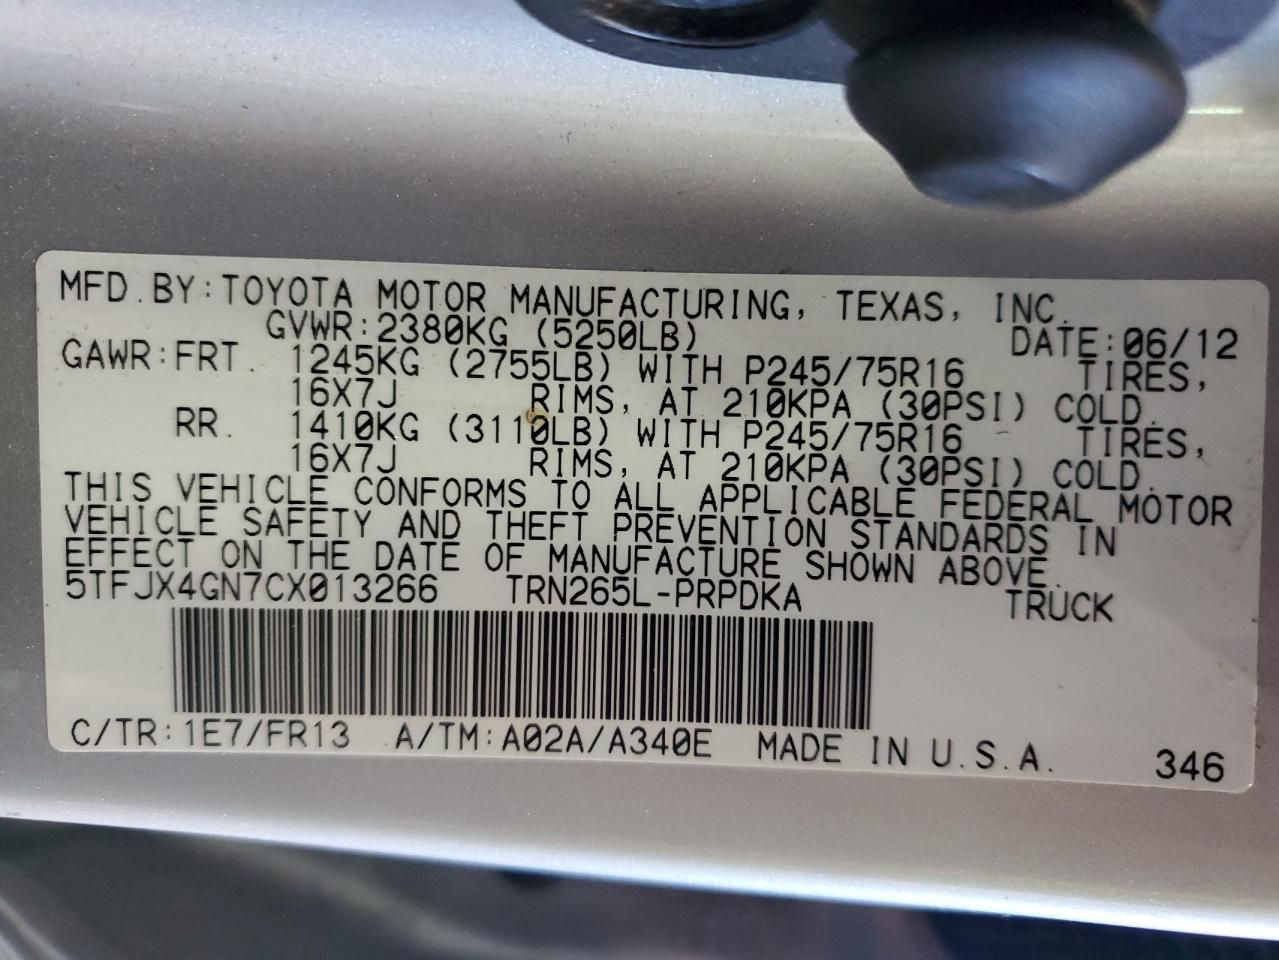 MFD.BY:TOYOTA MOTOR MANUFACTURING, TEXAS, INC.
GVWR:2380KG (5250LB) DATE:06/12
GAWR:FRT. 1245KG (2755LB) WITH P245/75R16 TIRES,
16X7J RIMS, AT 210KPA (30PSI) COLD.
RR. 1410KG (3110LB) WITH P245/75R16 TIRES,
16X7J RIMS, AT 210KPA (30PSI) COLD.
THIS VEHICLE CONFORMS TO ALL APPLICABLE FEDERAL MOTOR
VEHICLE SAFETY AND THEFT PREVENTION STANDARDS IN
EFFECT ON THE DATE OF MANUFACTURE SHOWN ABOVE.
5TFJX4GN7CX013266 TRN265L-PRPDKA TRUCK
C/TR:1E7/FR13 A/TM:A02A/A340E MADE IN U.S.A. 346